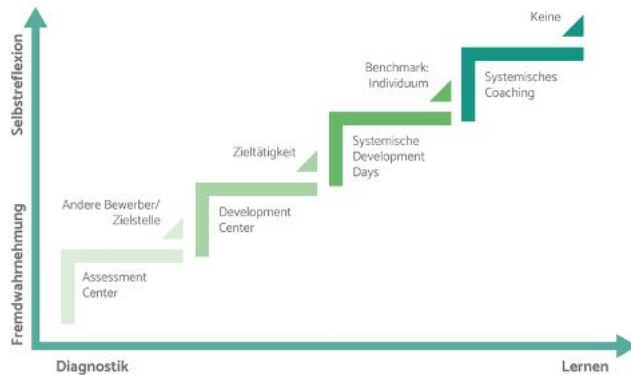 Selbstreflexion
Fremdwahrnehmung
Keine
Systemisches
Coaching
Benchmark:
Individuum
Systemische
Development
Days
Zieltätigkeit
Development
Center
Andere Bewerber/
Zielstelle
Assessment
Center
Diagnostik
Lernen